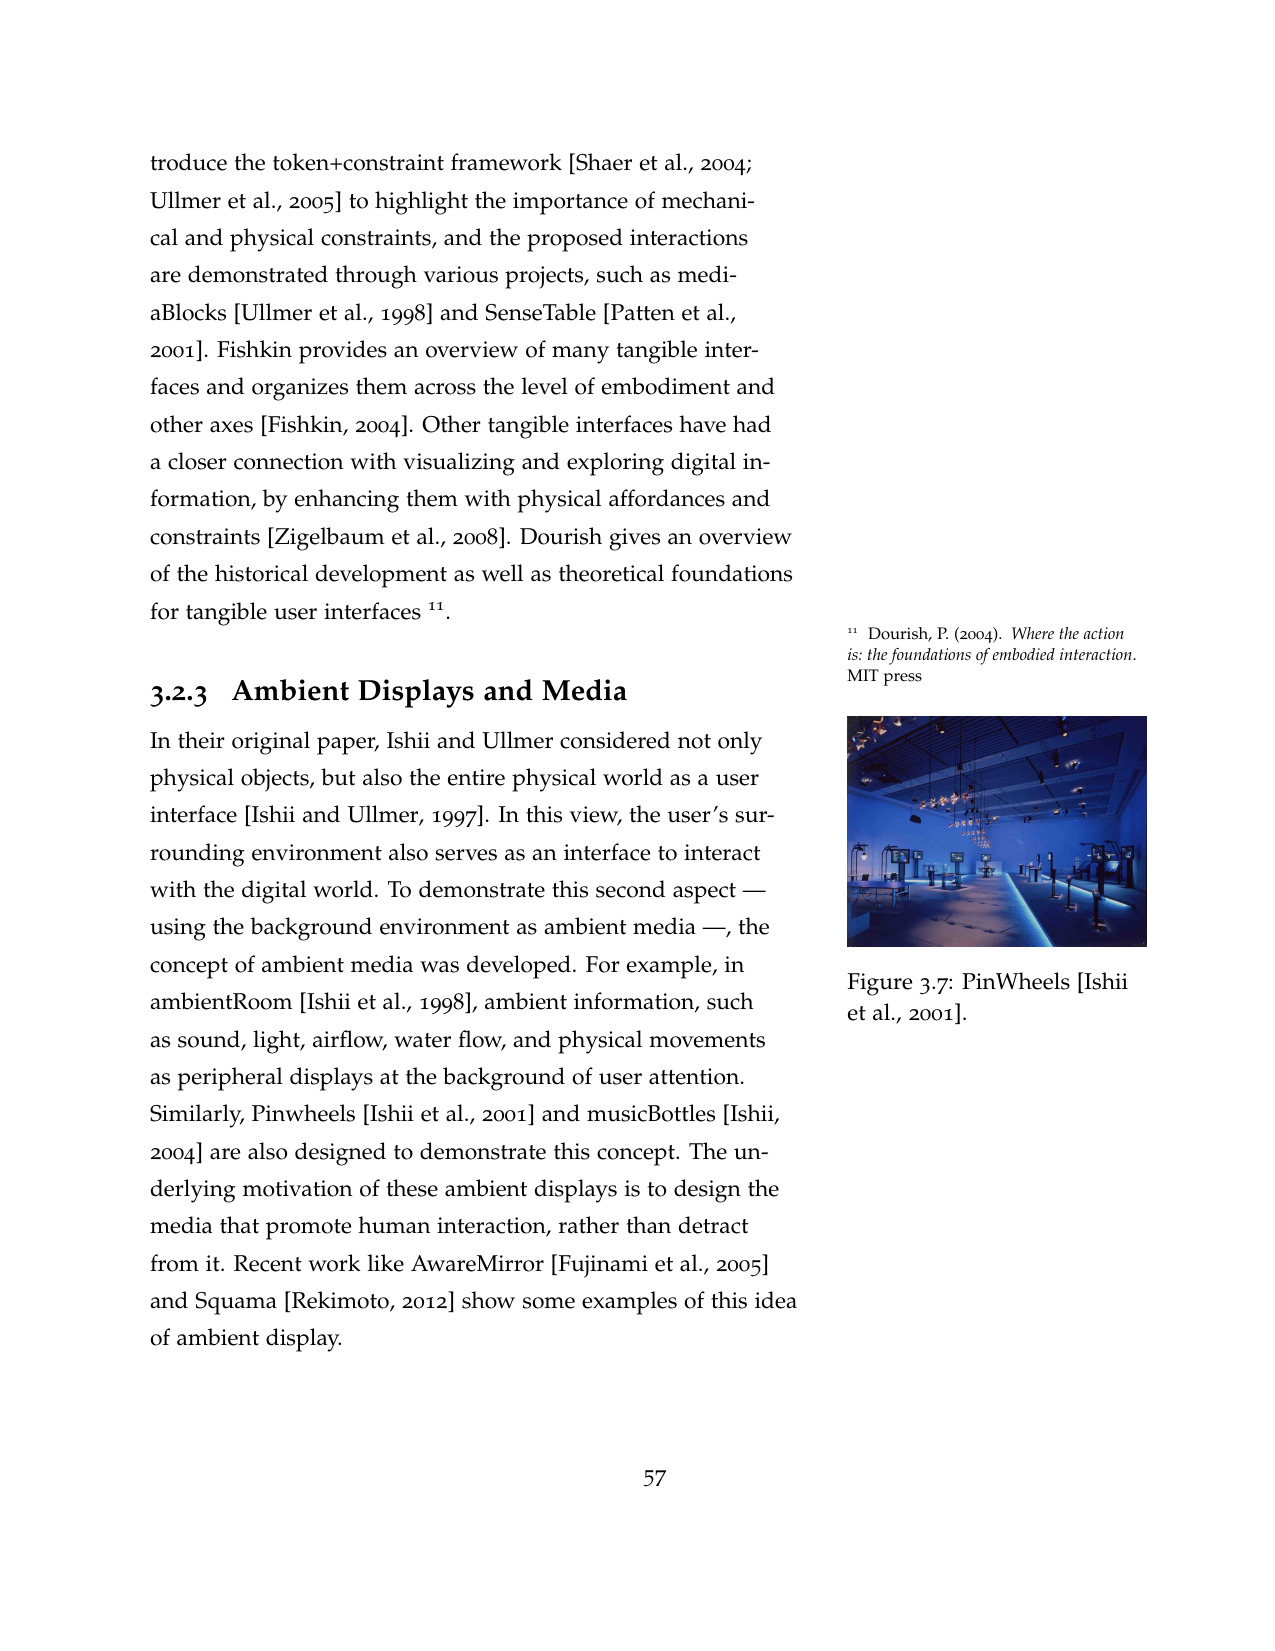 troduce the token+constraint framework [Shaer et al., 2004;
Ullmer et al., 2005] to highlight the importance of mechani-
cal and physical constraints, and the proposed interactions
are demonstrated through various projects, such as medi-
aBlocks [Ullmer et al., 1998] and SenseTable [Patten et al.,
2001]. Fishkin provides an overview of many tangible inter-
faces and organizes them across the level of embodiment and
other axes [Fishkin, 2004]. Other tangible interfaces have had
a closer connection with visualizing and exploring digital in-
formation, by enhancing them with physical affordances and
constraints [Zigelbaum et al., 2008]. Dourish gives an overview
of the historical development as well as theoretical foundations
for tangible user interfaces 11.
11 Dourish, P. (2004). Where the action
is: the foundations of embodied interaction.
MIT press
3.2.3 Ambient Displays and Media
In their original paper, Ishii and Ullmer considered not only
physical objects, but also the entire physical world as a user
interface [Ishii and Ullmer, 1997]. In this view, the user's sur-
rounding environment also serves as an interface to interact
with the digital world. To demonstrate this second aspect —
using the background environment as ambient media —, the
concept of ambient media was developed. For example, in
ambientRoom [Ishii et al., 1998], ambient information, such
as sound, light, airflow, water flow, and physical movements
as peripheral displays at the background of user attention.
Similarly, Pinwheels [Ishii et al., 2001] and musicBottles [Ishii,
2004] are also designed to demonstrate this concept. The un-
derlying motivation of these ambient displays is to design the
media that promote human interaction, rather than detract
from it. Recent work like AwareMirror [Fujinami et al., 2005]
and Squama [Rekimoto, 2012] show some examples of this idea
of ambient display.
Figure 3.7: PinWheels [Ishii
et al., 2001].
57